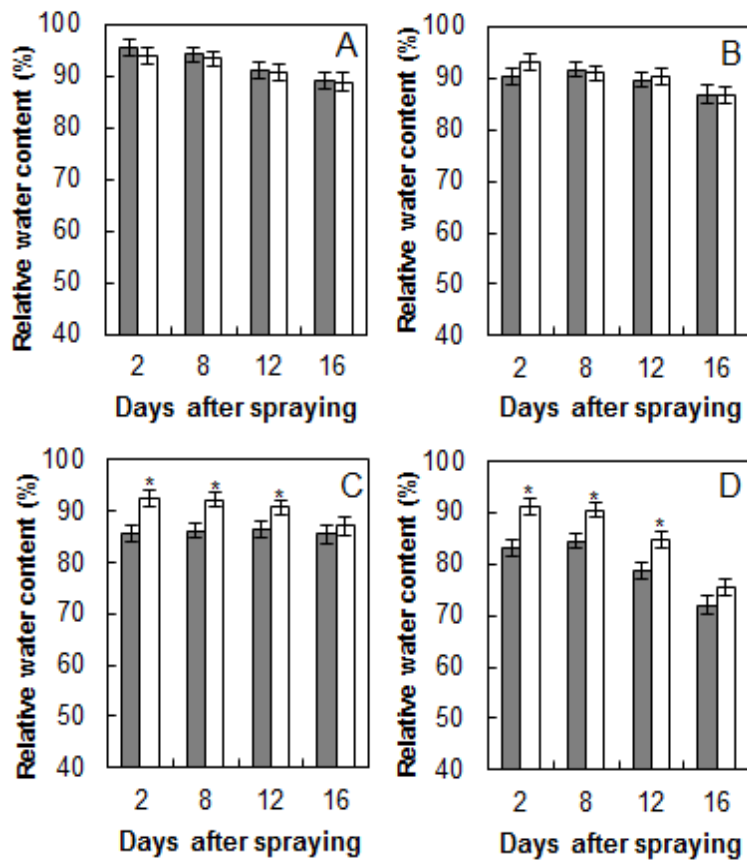 Relative water content (%)
100
90
80
70
60
50
40
A
2 8 12 16
Days after spraying
Relative water content (%)
100
90
80
70
60
50
40
B
2 8 12 16
Days after spraying
Relative water content (%)
100
90
80
70
60
50
40
C
* * *
2 8 12 16
Days after spraying
Relative water content (%)
100
90
80
70
60
50
40
D
* * *
2 8 12 16
Days after spraying